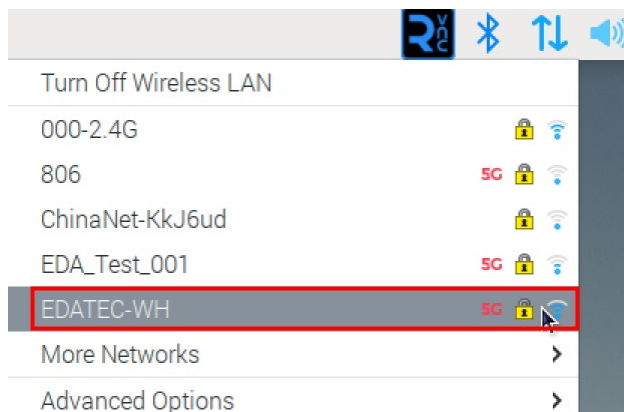 VNC
Turn Off Wireless LAN
000-2.4G
806 5G
ChinaNet-KkJ6ud
EDA_Test_001 5G
EDATEC-WH 5G
More Networks
Advanced Options